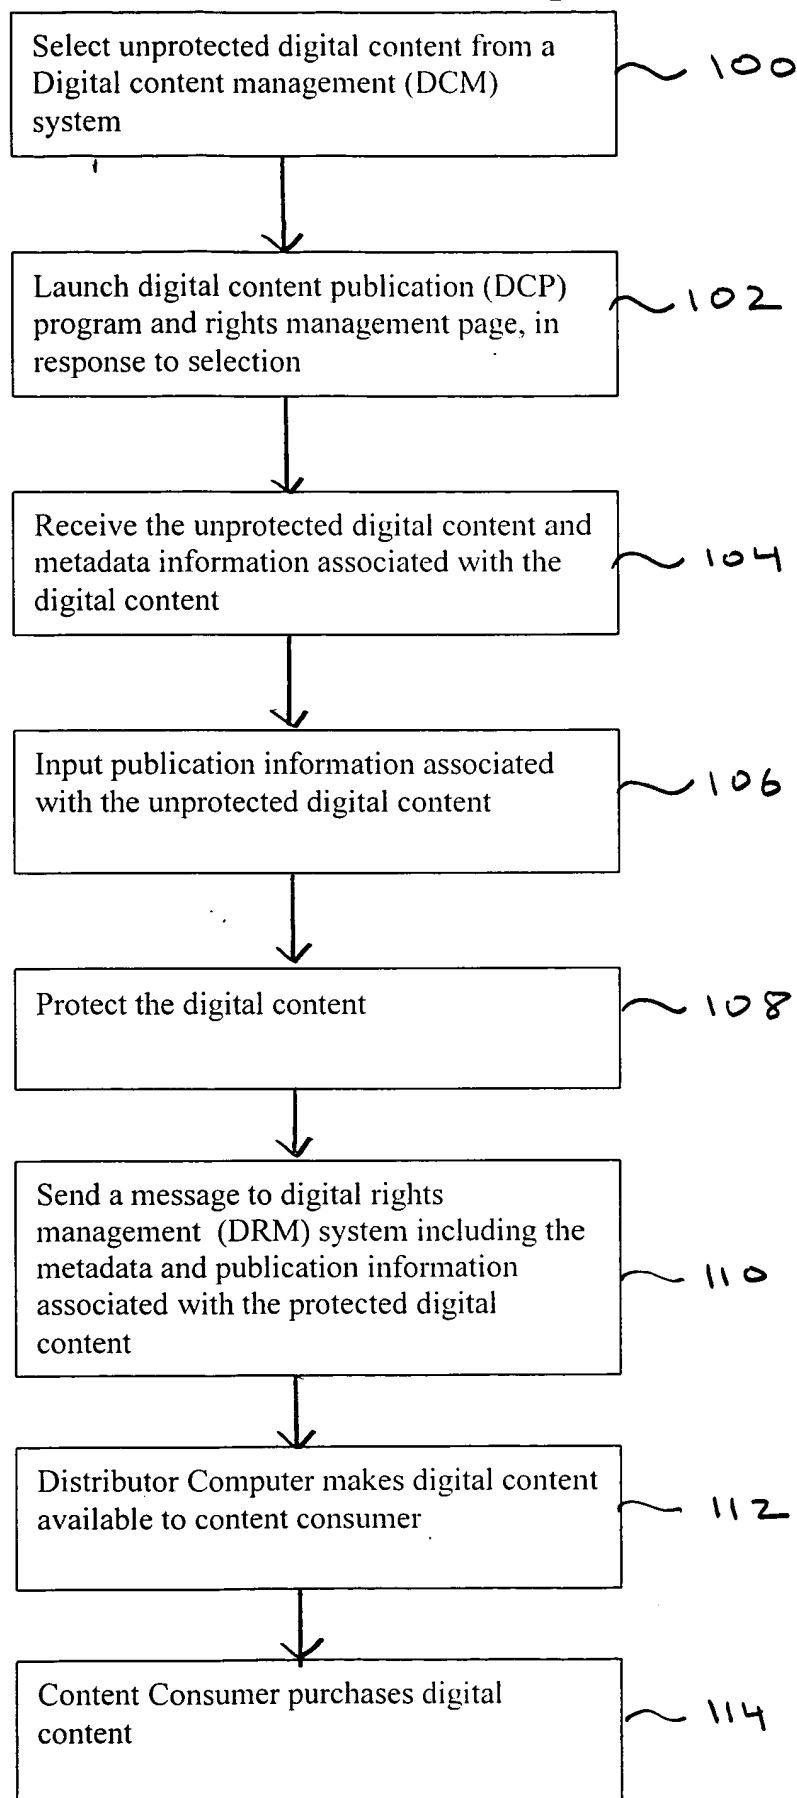 Select unprotected digital content from a
Digital content management (DCM)
system
100
Launch digital content publication (DCP)
program and rights management page, in
response to selection
102
Receive the unprotected digital content and
metadata information associated with the
digital content
104
Input publication information associated
with the unprotected digital content
106
Protect the digital content
108
Send a message to digital rights
management (DRM) system including the
metadata and publication information
associated with the protected digital
content
110
Distributor Computer makes digital content
available to content consumer
112
Content Consumer purchases digital
content
114